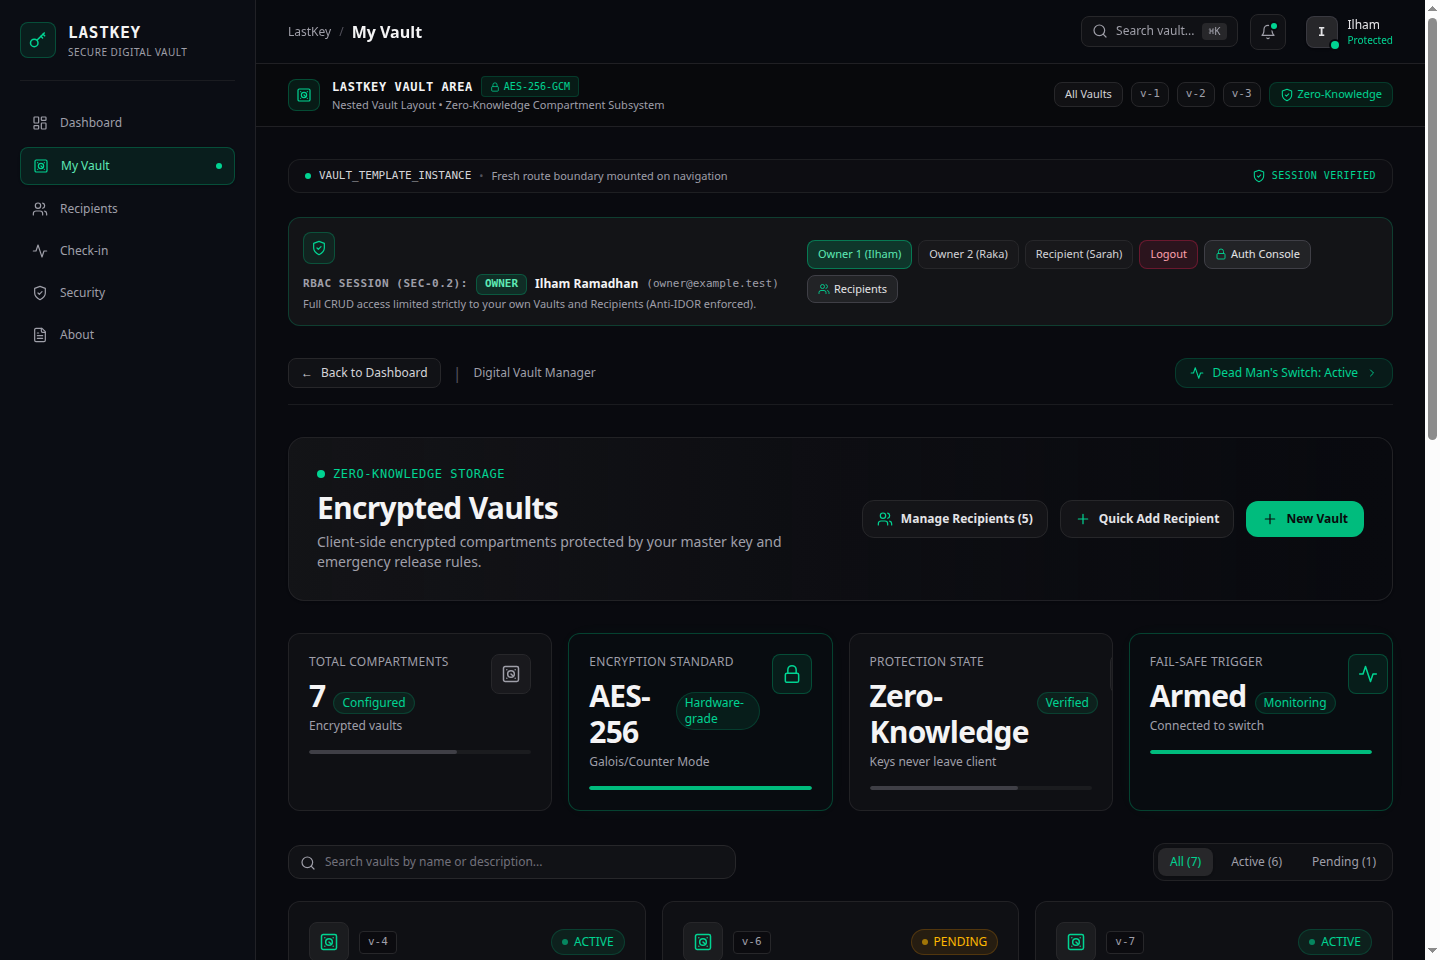 LASTKEY
SECURE DIGITAL VAULT
Dashboard
My Vault
Recipients
Check-in
Security
About
LastKey / My Vault
Search vault... ⌘K
I
Ilham
Protected
LASTKEY VAULT AREA AES-256-GCM
Nested Vault Layout • Zero-Knowledge Compartment Subsystem
All Vaults v-1 v-2 v-3 Zero-Knowledge
VAULT_TEMPLATE_INSTANCE • Fresh route boundary mounted on navigation
SESSION VERIFIED
RBAC SESSION (SEC-0.2): OWNER Ilham Ramadhan (owner@example.test)
Full CRUD access limited strictly to your own Vaults and Recipients (Anti-IDOR enforced).
Owner 1 (Ilham) Owner 2 (Raka) Recipient (Sarah) Logout Auth Console
Recipients
← Back to Dashboard | Digital Vault Manager
Dead Man's Switch: Active
ZERO-KNOWLEDGE STORAGE
Encrypted Vaults
Client-side encrypted compartments protected by your master key and
emergency release rules.
Manage Recipients (5) Quick Add Recipient New Vault
TOTAL COMPARTMENTS
7 Configured
Encrypted vaults
ENCRYPTION STANDARD
AES-
256
Hardware-
grade
Galois/Counter Mode
PROTECTION STATE
Zero-
Knowledge
Verified
Keys never leave client
FAIL-SAFE TRIGGER
Armed Monitoring
Connected to switch
Search vaults by name or description...
All (7) Active (6) Pending (1)
v-4 ACTIVE
v-6 PENDING
v-7 ACTIVE